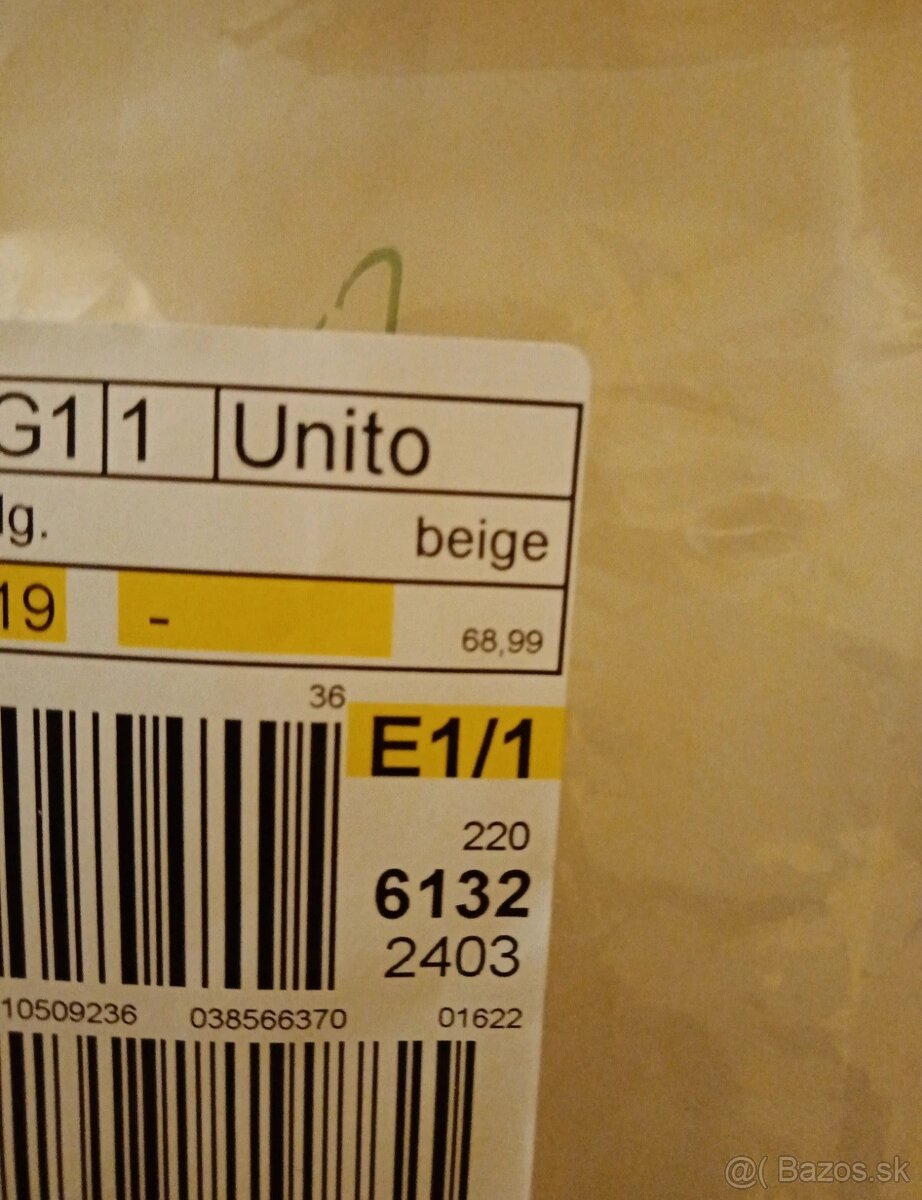 G1 1 Unito
lg. beige
19 - 68,99
36
E1/1
220
6132
2403
10509236 038566370 01622
@( Bazos.sk